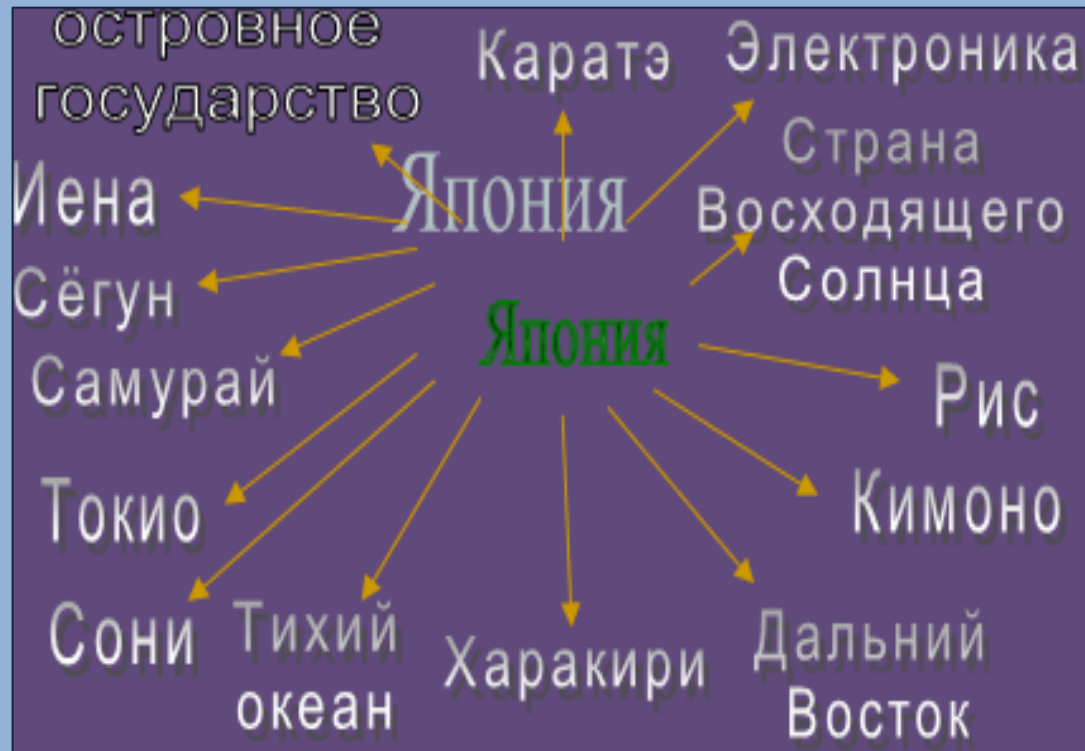 островное
государство
Каратэ
Электроника
Страна
Восходящего
Солнца
Иена
Япония
Сёгун
Япония
Самурай
Рис
Токио
Кимоно
Сони
Тихий
океан
Харакири
Дальний
Восток